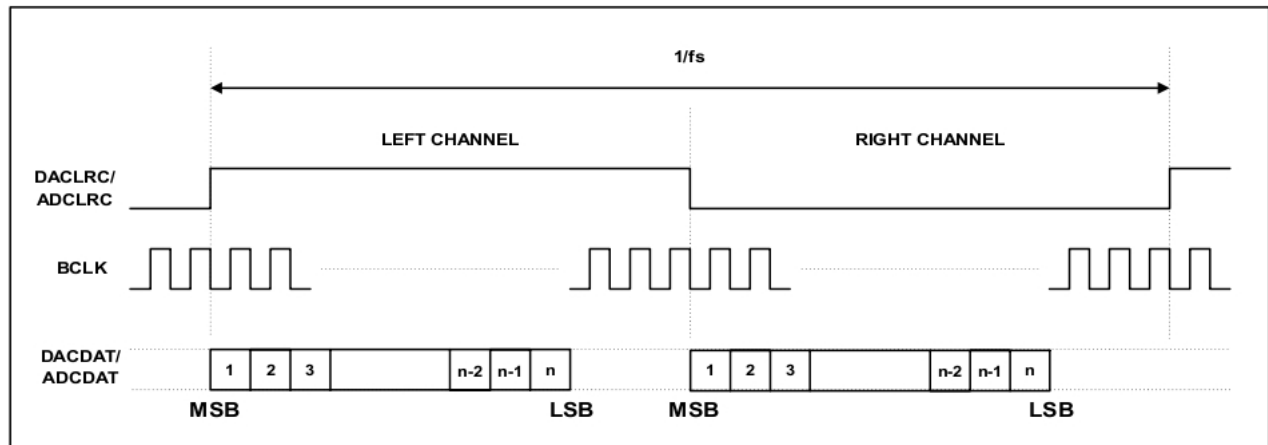 1/fs
LEFT CHANNEL RIGHT CHANNEL
DACLRC/
ADCLRC
BCLK
DACDAT/
ADCDAT
1 2 3 n-2 n-1 n 1 2 3 n-2 n-1 n
MSB LSB MSB LSB